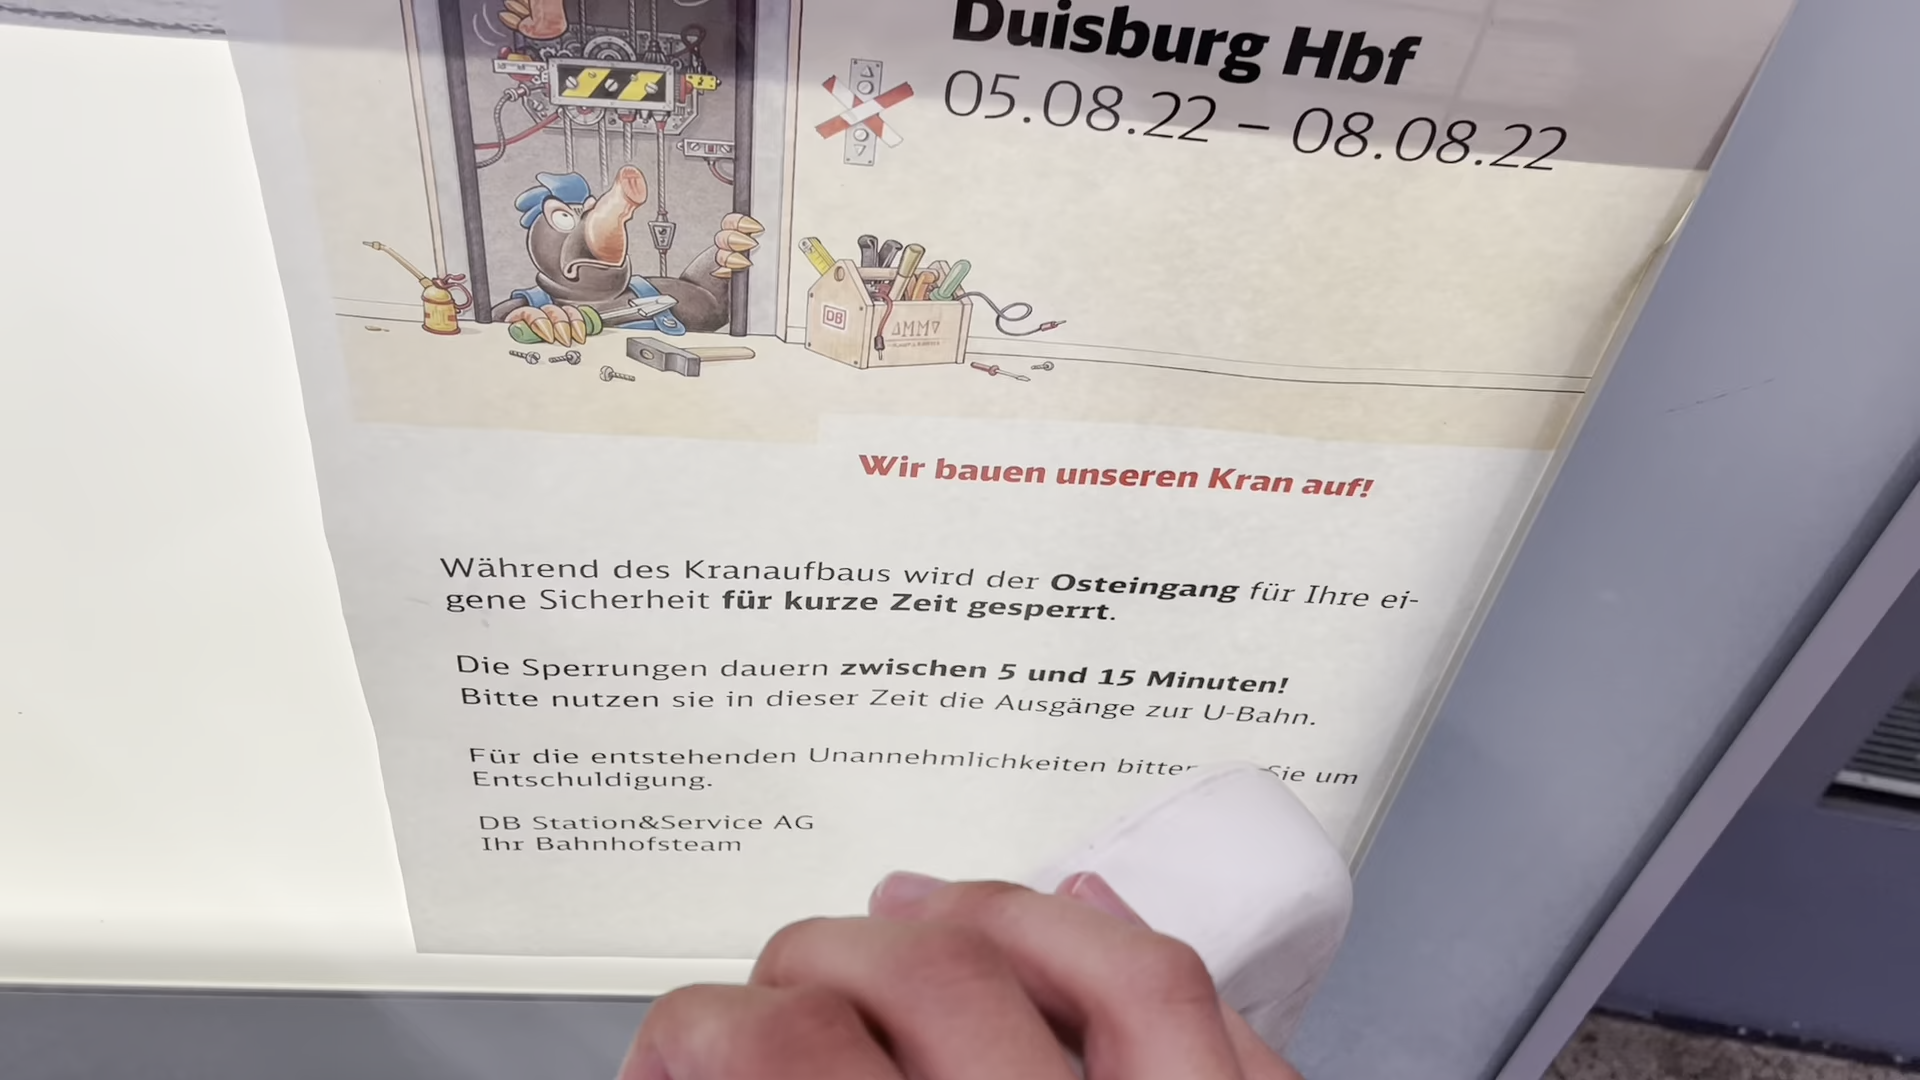 Duisburg Hbf
05.08.22 – 08.08.22
DB
Wir bauen unseren Kran auf!
Während des Kranaufbaus wird der Osteingang für Ihre ei-
gene Sicherheit für kurze Zeit gesperrt.
Die Sperrungen dauern zwischen 5 und 15 Minuten!
Bitte nutzen sie in dieser Zeit die Ausgänge zur U-Bahn.
Für die entstehenden Unannehmlichkeiten Sie um
Entschuldigung.
DB Station&Service AG
Ihr Bahnhofsteam